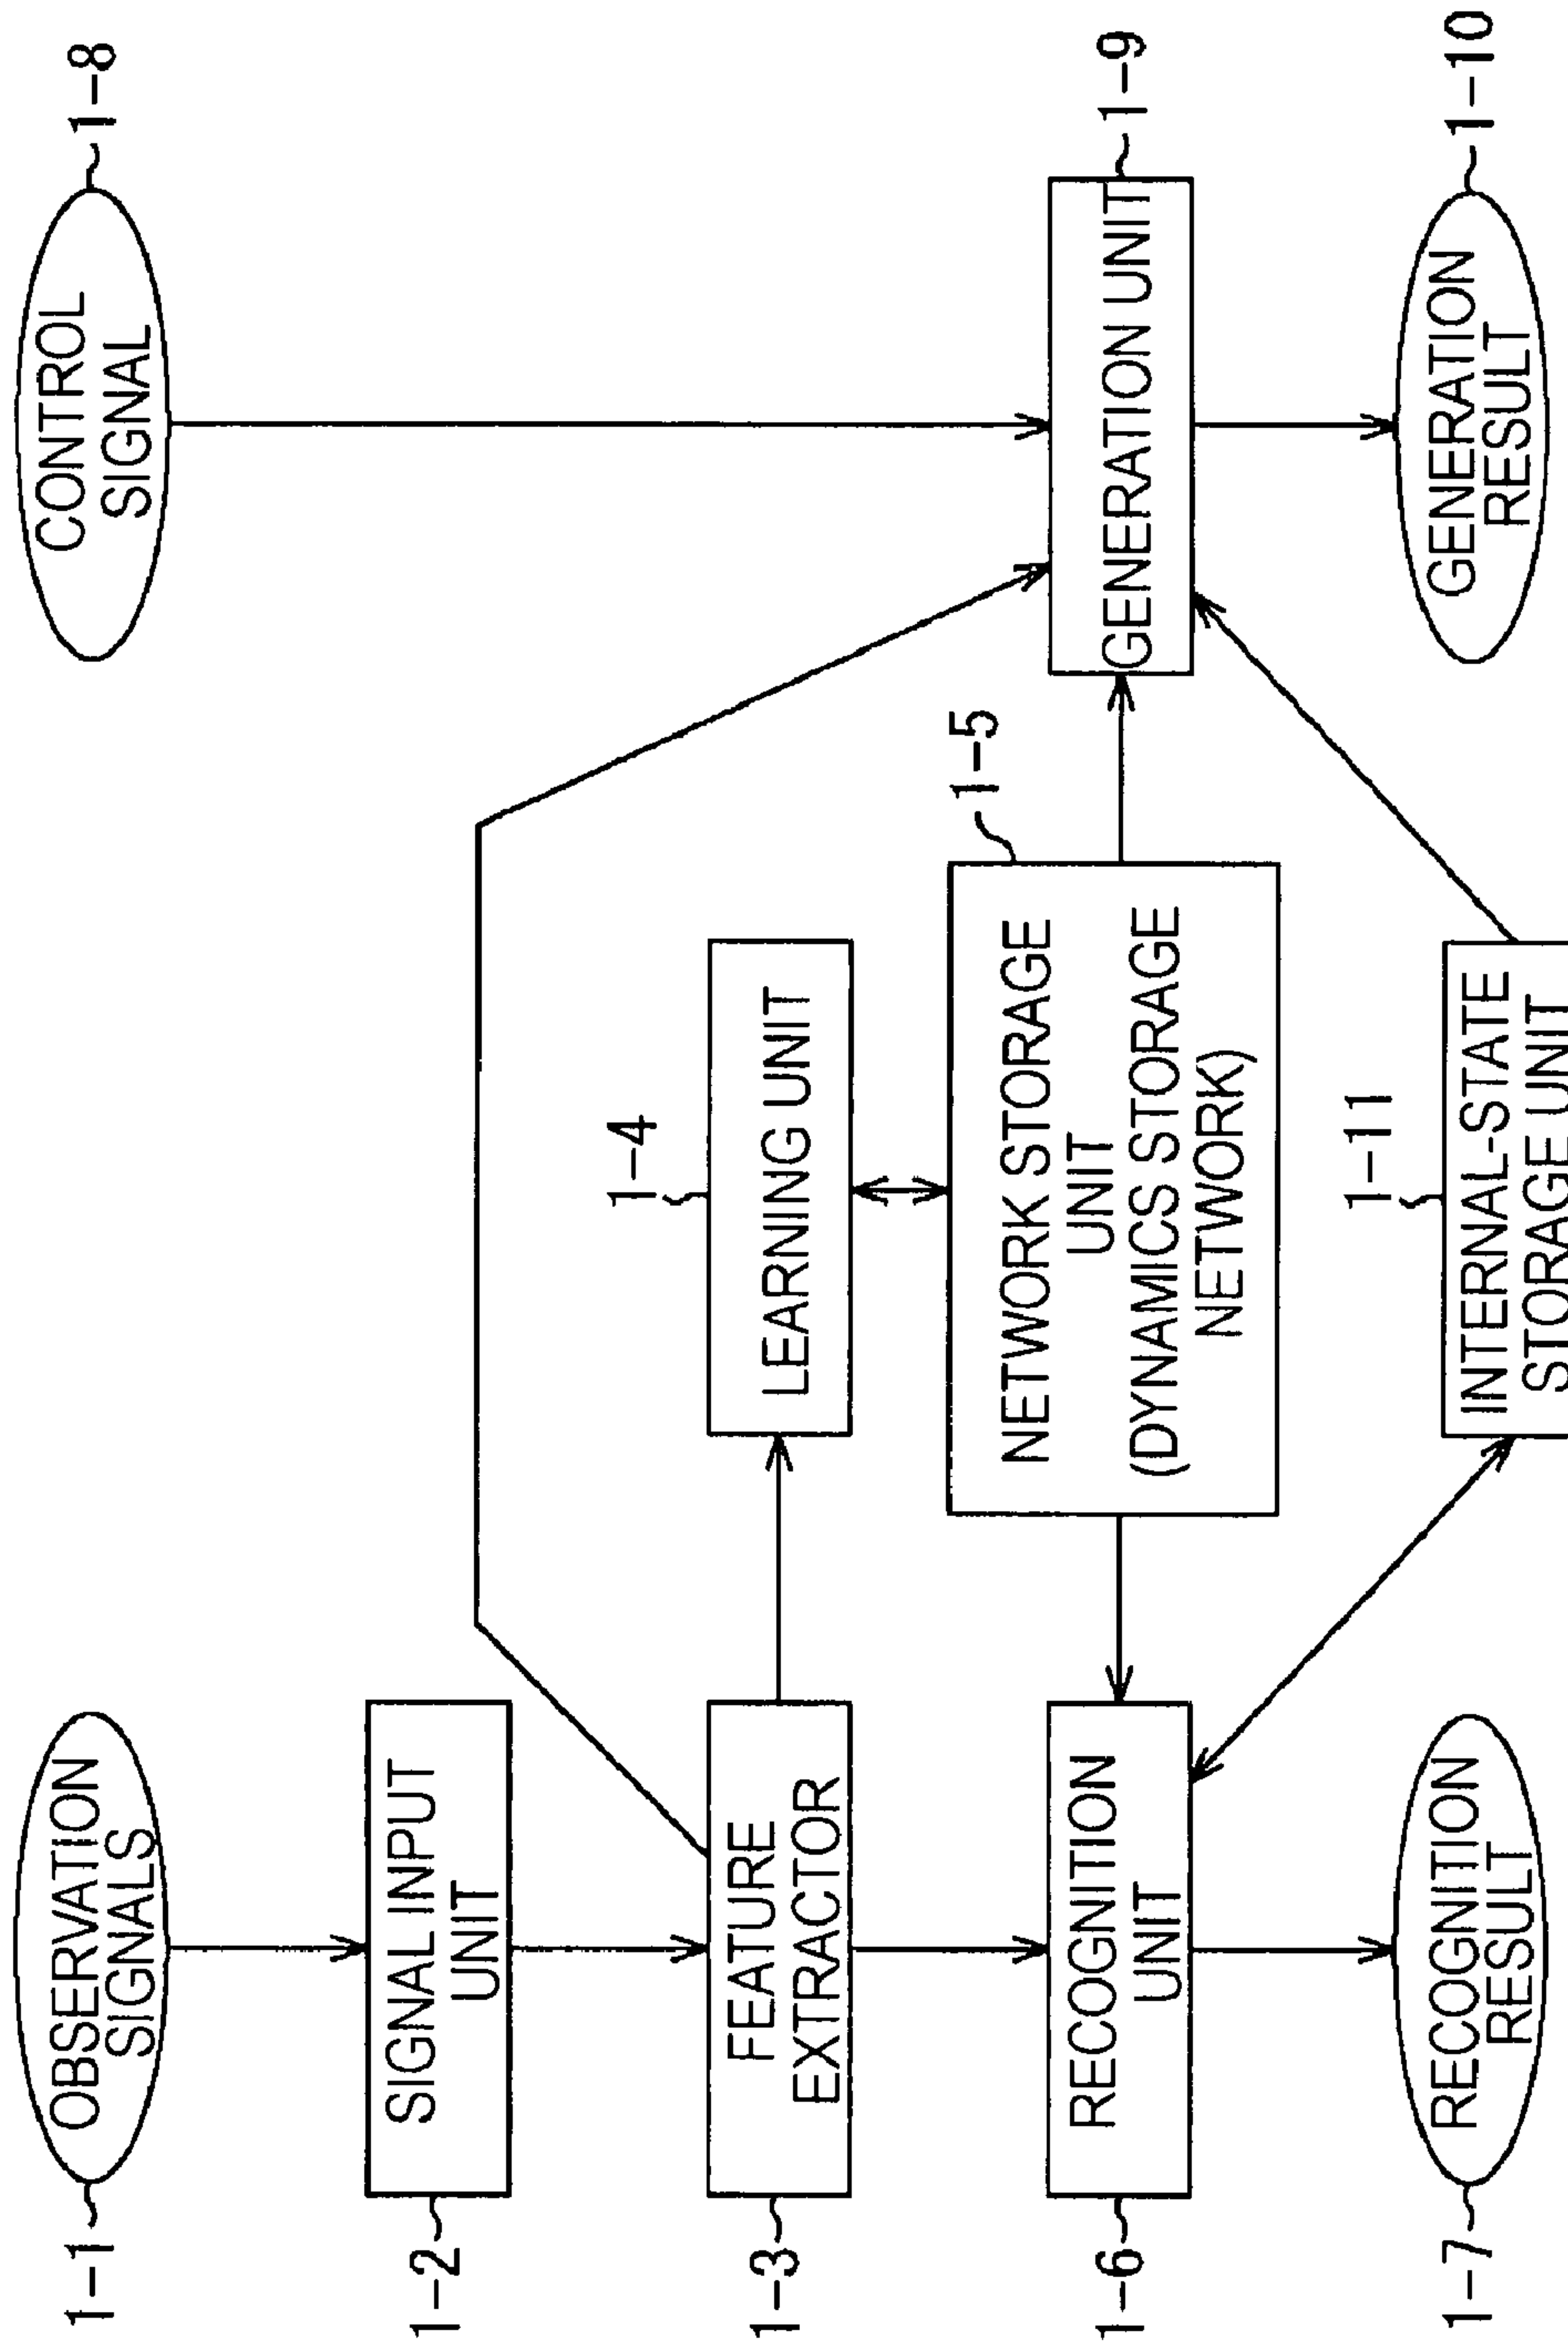 1-1
OBSERVATION
SIGNALS
CONTROL
SIGNAL
1-8
1-2
SIGNAL INPUT
UNIT
1-3
FEATURE
EXTRACTOR
1-4
LEARNING UNIT
1-5
NETWORK STORAGE
UNIT
(DYNAMICS STORAGE
NETWORK)
1-6
RECOGNITION
UNIT
GENERATION UNIT
1-9
1-7
RECOGNITION
RESULT
1-11
INTERNAL-STATE
STORAGE UNIT
GENERATION
RESULT
1-10